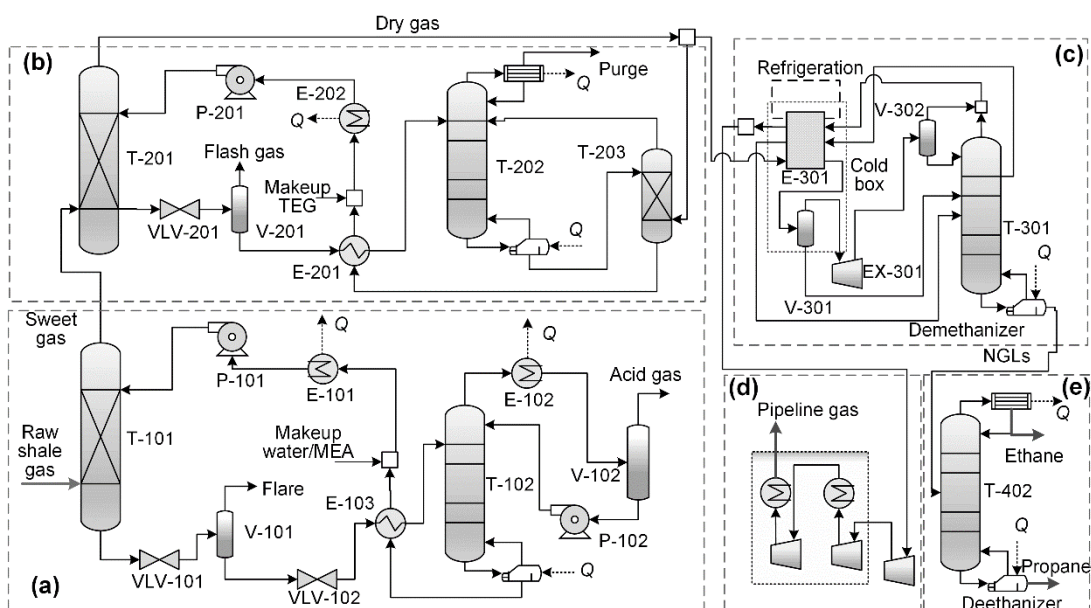 Dry gas
(b)
P-201
E-202
Q
T-201
Flash gas
Makeup
TEG
VLV-201
V-201
E-201
Purge
Q
T-202
T-203
Q
(c)
Refrigeration
V-302
E-301
Cold
box
T-301
Q
EX-301
V-301
Demethanizer
NGLs
Sweet
gas
P-101
Q
E-101
Q
E-102
Acid gas
T-101
Raw
shale gas
Makeup
water/MEA
Flare
V-101
E-103
T-102
V-102
P-102
VLV-101
VLV-102
Q
(a)
(d)
Pipeline gas
(e)
Q
Ethane
T-402
Q
Propane
Deethanizer